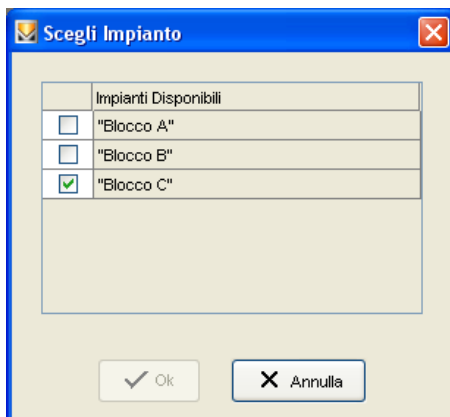 Scegli Impianto
Impianti Disponibili
"Blocco A"
"Blocco B"
"Blocco C"
Ok Annulla